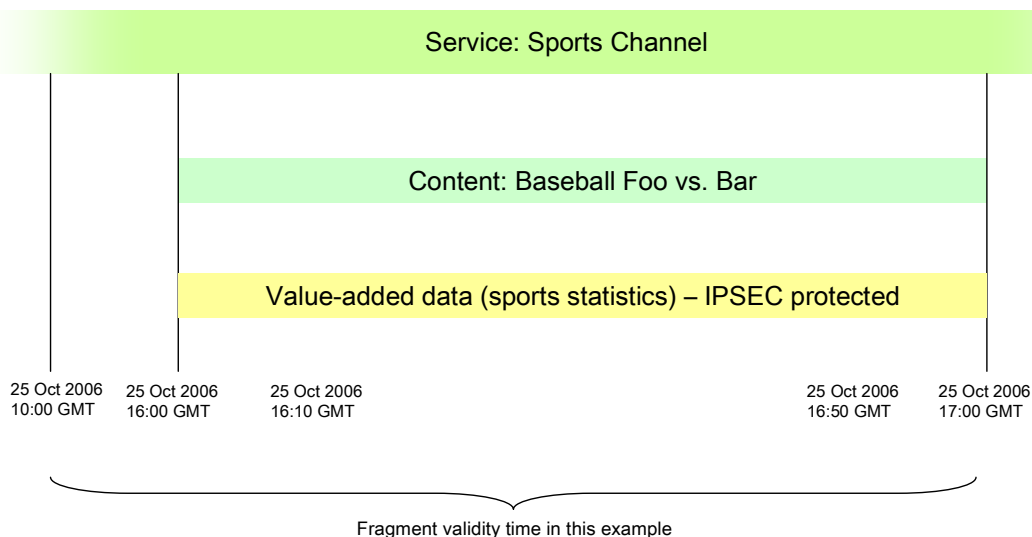 Service: Sports Channel
Content: Baseball Foo vs. Bar
Value-added data (sports statistics) – IPSEC protected
25 Oct 2006
10:00 GMT
25 Oct 2006
16:00 GMT
25 Oct 2006
16:10 GMT
25 Oct 2006
16:50 GMT
25 Oct 2006
17:00 GMT
Fragment validity time in this example